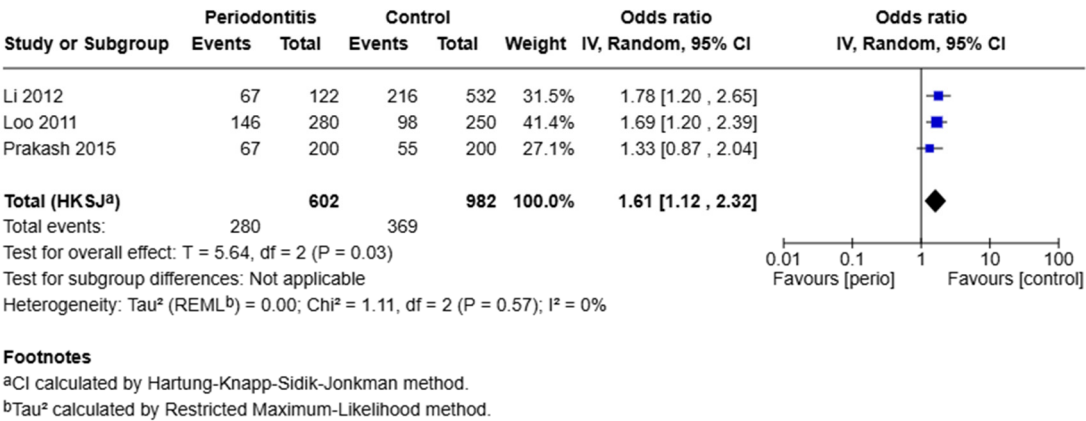 Periodontitis Control Odds ratio Odds ratio
Study or Subgroup Events Total Events Total Weight IV, Random, 95% CI IV, Random, 95% CI
Li 2012 67 122 216 532 31.5% 1.78 [1.20 , 2.65]
Loo 2011 146 280 98 250 41.4% 1.69 [1.20 , 2.39]
Prakash 2015 67 200 55 200 27.1% 1.33 [0.87 , 2.04]
Total (HKSJᵃ) 602 982 100.0% 1.61 [1.12 , 2.32]
Total events: 280 369
Test for overall effect: T = 5.64, df = 2 (P = 0.03)
Test for subgroup differences: Not applicable
Heterogeneity: Tau² (REMLᵇ) = 0.00; Chi² = 1.11, df = 2 (P = 0.57); I² = 0%
0.01 0.1 1 10 100
Favours [perio] Favours [control]
Footnotes
ᵃCI calculated by Hartung-Knapp-Sidik-Jonkman method.
ᵇTau² calculated by Restricted Maximum-Likelihood method.